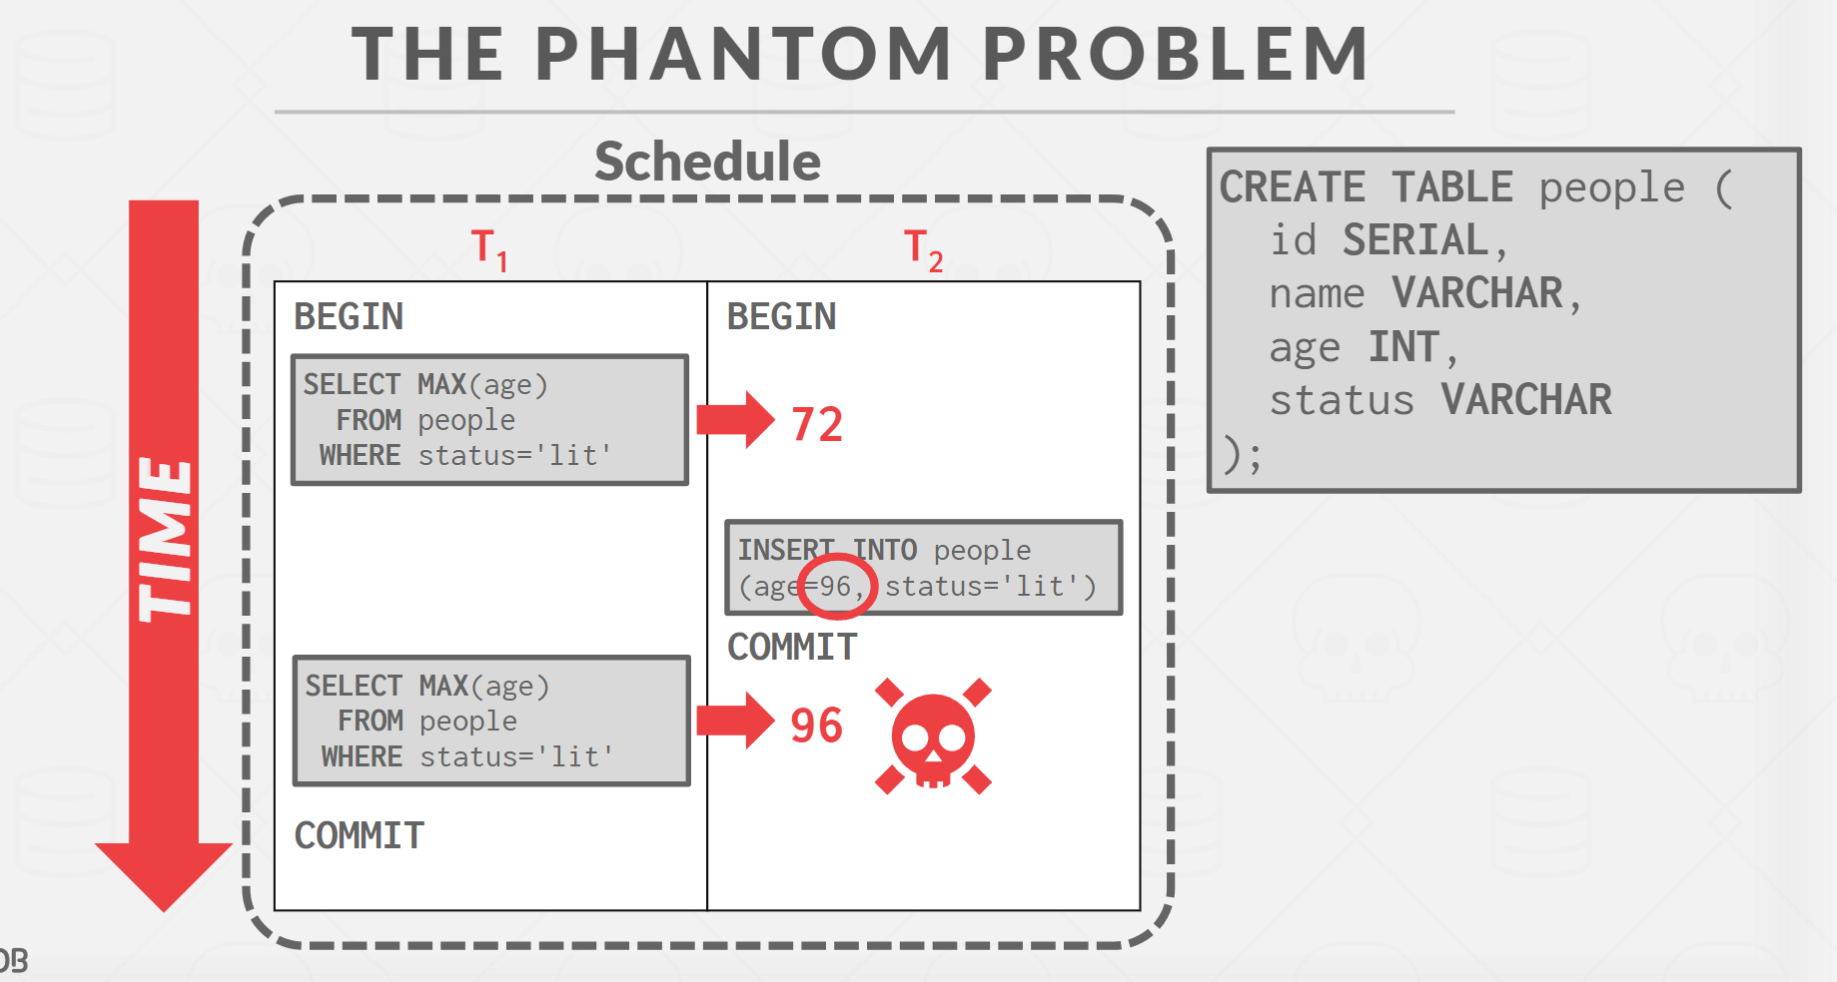 THE PHANTOM PROBLEM
Schedule
TIME
T1
T2
BEGIN
SELECT MAX(age)
FROM people
WHERE status='lit'
72
BEGIN
INSERT INTO people
(age=96, status='lit')
COMMIT
SELECT MAX(age)
FROM people
WHERE status='lit'
96
COMMIT
CREATE TABLE people (
id SERIAL,
name VARCHAR,
age INT,
status VARCHAR
);
DB